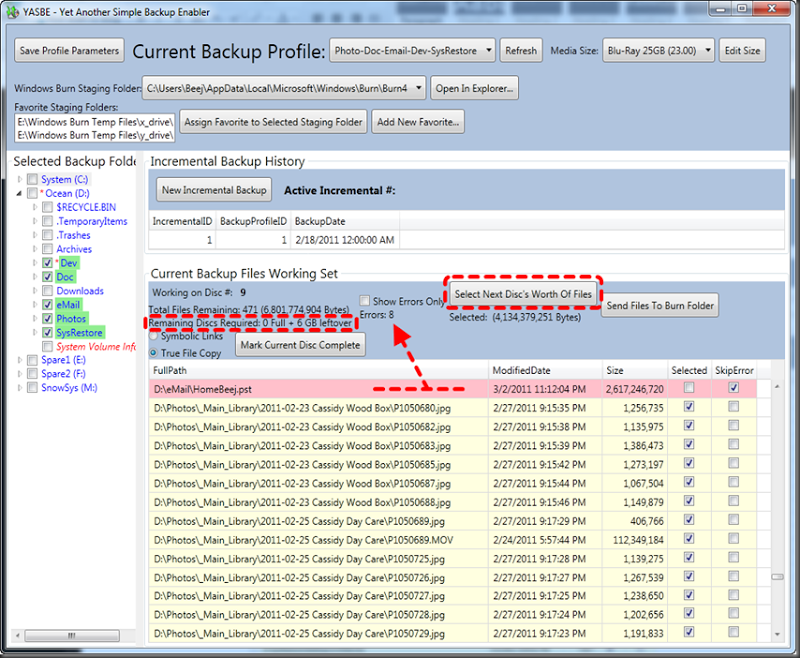 YASBE - Yet Another Simple Backup Enabler
Save Profile Parameters
Current Backup Profile:
Photo-Doc-Email-Dev-SysRestore
Refresh
Media Size:
Blu-Ray 25GB (23.00)
Edit Size
Windows Burn Staging Folder:
C:\Users\Beej\AppData\Local\Microsoft\Windows\Burn\Burn4
Open In Explorer...
Favorite Staging Folders:
E:\Windows Burn Temp Files\x_drive\
E:\Windows Burn Temp Files\y_drive\
Assign Favorite to Selected Staging Folder
Add New Favorite...
Selected Backup Folde
System (C:)
* Ocean (D:)
$RECYCLE.BIN
.TemporaryItems
.Trashes
Archives
* Dev
Doc
Downloads
eMail
Photos
SysRestore
System Volume Info
Spare1 (E:)
Spare2 (F:)
SnowSys (M:)
Incremental Backup History
New Incremental Backup
Active Incremental #:
IncrementalID BackupProfileID BackupDate
1 1 2/18/2011 12:00:00 AM
Current Backup Files Working Set
Working on Disc #: 9
Total Files Remaining: 471 (6,801,774,904 Bytes)
Remaining Discs Required: 0 Full + 6 GB leftover
Symbolic Links
True File Copy
Mark Current Disc Complete
Show Errors Only
Errors: 8
Select Next Disc's Worth Of Files
Selected: (4,134,379,251 Bytes)
Send Files To Burn Folder
FullPath ModifiedDate Size Selected SkipError
D:\eMail\HomeBeej.pst 3/2/2011 11:12:04 PM 2,617,246,720
D:\Photos\_Main_Library\2011-02-23 Cassidy Wood Box\P1050680.jpg 2/27/2011 9:15:35 PM 1,256,735
D:\Photos\_Main_Library\2011-02-23 Cassidy Wood Box\P1050682.jpg 2/27/2011 9:15:38 PM 1,135,975
D:\Photos\_Main_Library\2011-02-23 Cassidy Wood Box\P1050683.jpg 2/27/2011 9:15:39 PM 1,386,473
D:\Photos\_Main_Library\2011-02-23 Cassidy Wood Box\P1050685.jpg 2/27/2011 9:15:42 PM 1,273,197
D:\Photos\_Main_Library\2011-02-23 Cassidy Wood Box\P1050687.jpg 2/27/2011 9:15:44 PM 1,067,504
D:\Photos\_Main_Library\2011-02-23 Cassidy Wood Box\P1050688.jpg 2/27/2011 9:15:46 PM 1,149,879
D:\Photos\_Main_Library\2011-02-25 Cassidy Day Care\P1050689.jpg 2/27/2011 9:17:29 PM 406,766
D:\Photos\_Main_Library\2011-02-25 Cassidy Day Care\P1050689.MOV 2/24/2011 5:57:44 PM 112,349,184
D:\Photos\_Main_Library\2011-02-25 Cassidy Day Care\P1050725.jpg 2/27/2011 9:17:28 PM 1,139,275
D:\Photos\_Main_Library\2011-02-25 Cassidy Day Care\P1050726.jpg 2/27/2011 9:17:27 PM 1,267,539
D:\Photos\_Main_Library\2011-02-25 Cassidy Day Care\P1050727.jpg 2/27/2011 9:17:25 PM 1,238,650
D:\Photos\_Main_Library\2011-02-25 Cassidy Day Care\P1050728.jpg 2/27/2011 9:17:24 PM 1,202,656
D:\Photos\_Main_Library\2011-02-25 Cassidy Day Care\P1050729.jpg 2/27/2011 9:17:23 PM 1,191,833